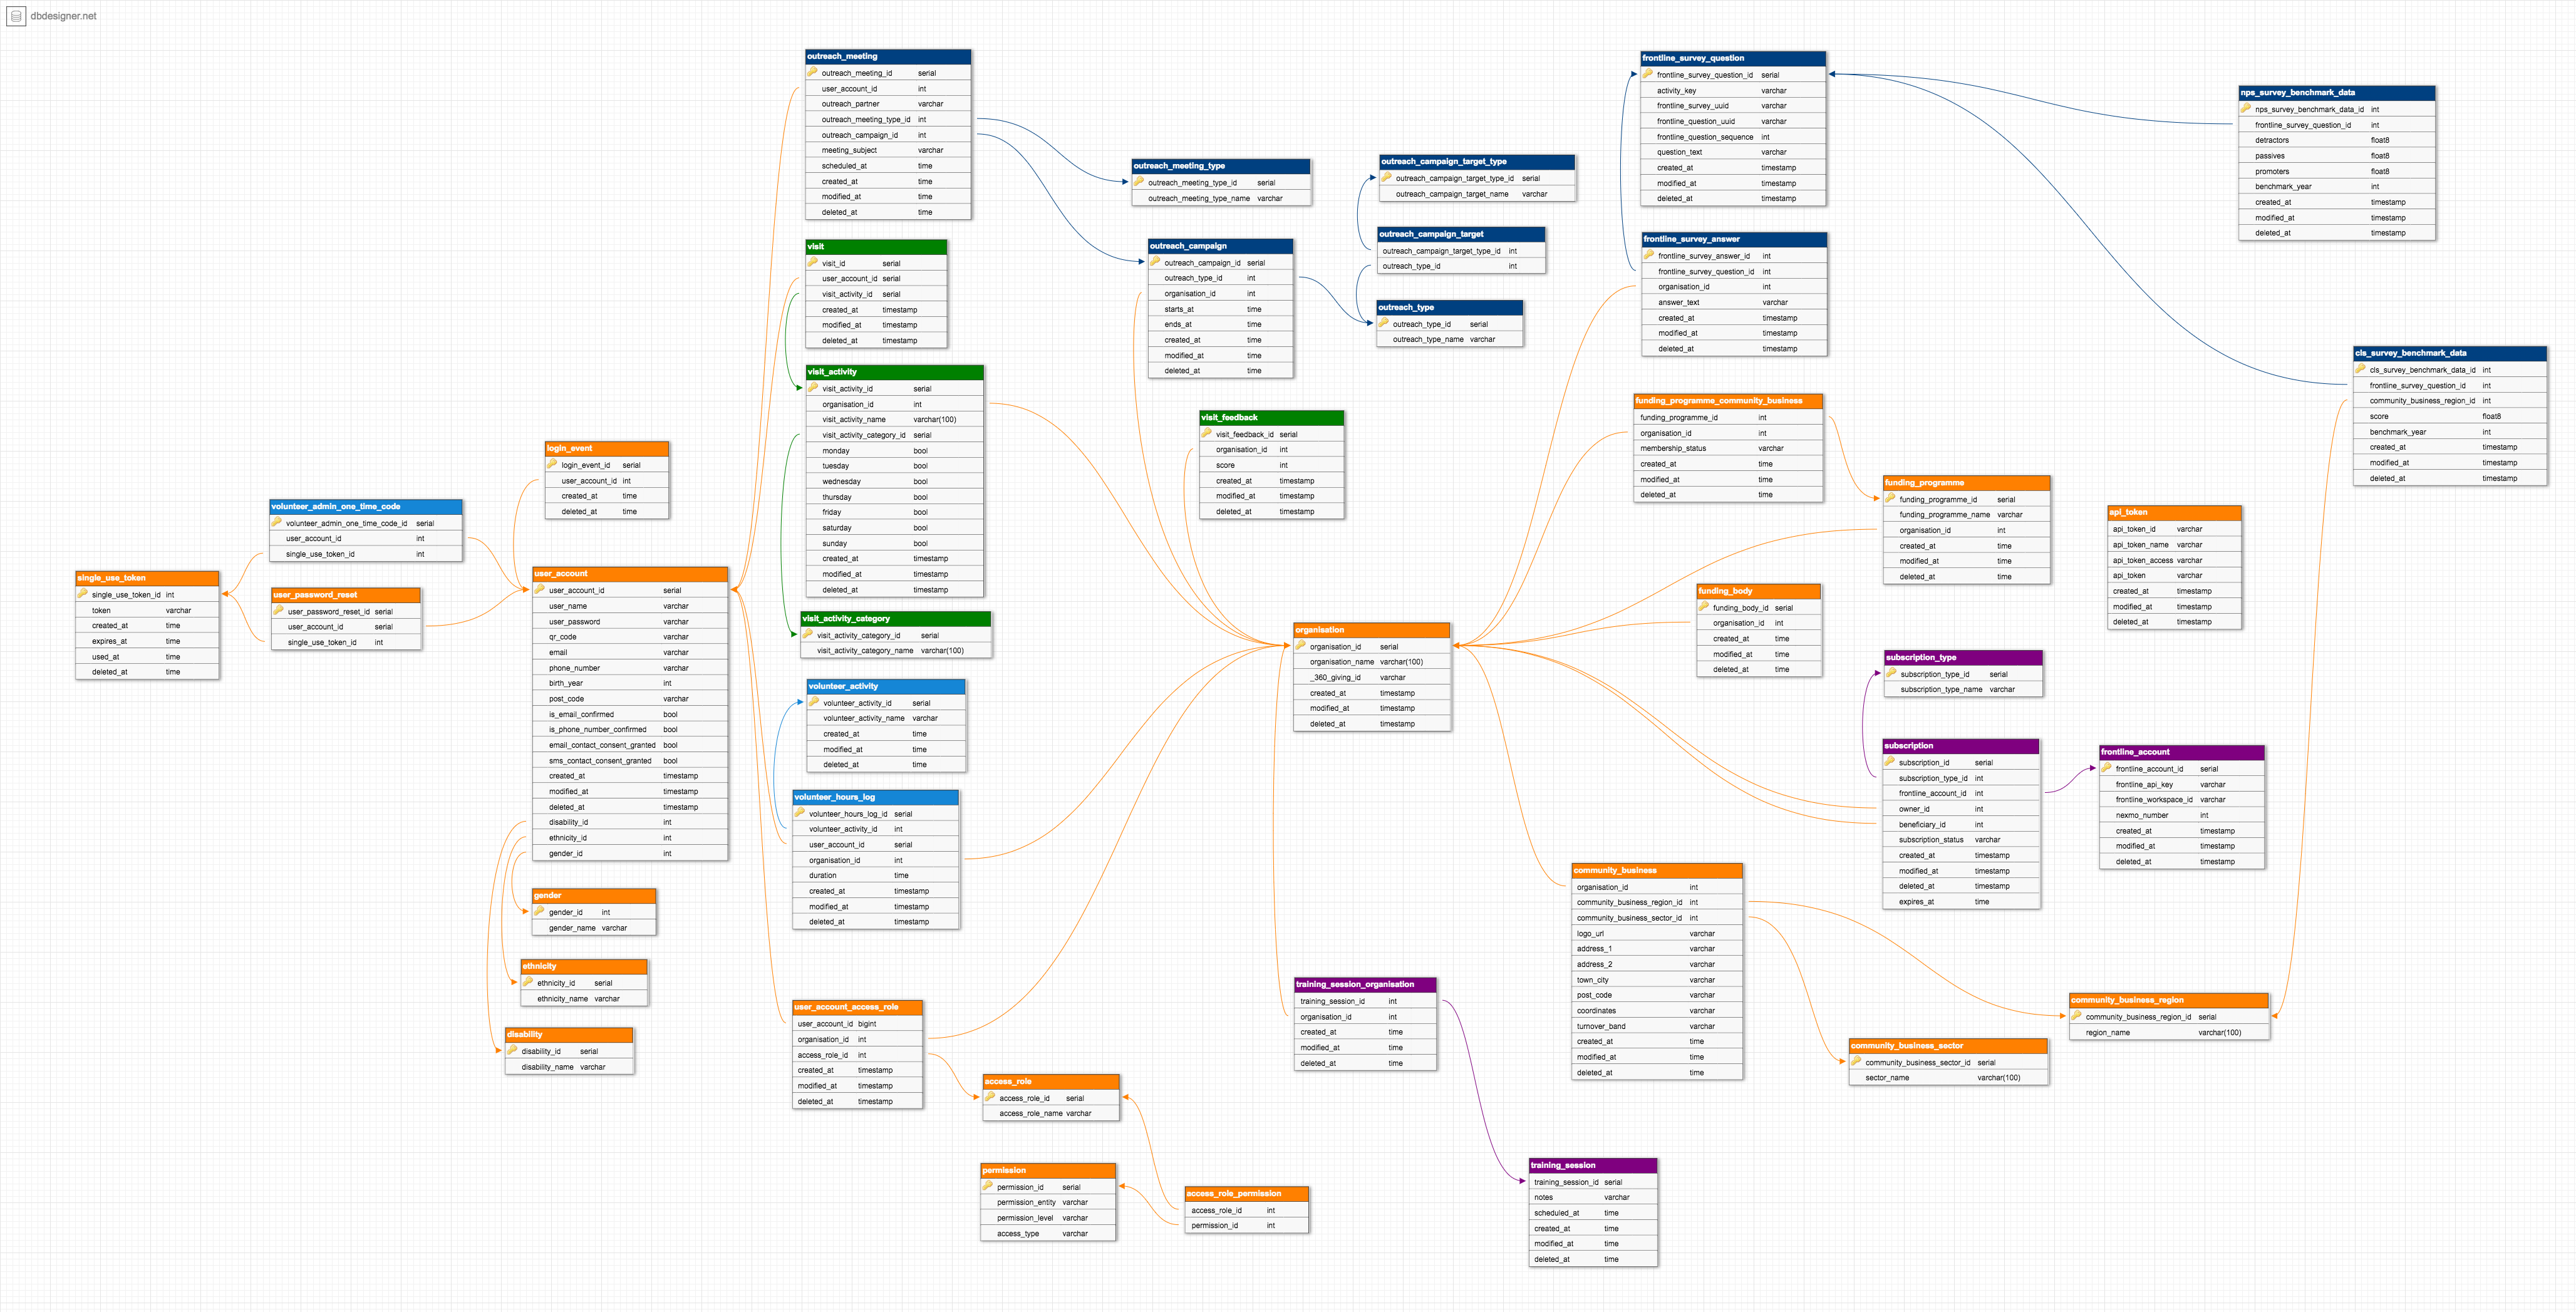 dbdesigner.net
outreach_meeting
outreach_meeting_id serial
user_account_id int
outreach_partner varchar
outreach_meeting_type_id int
outreach_campaign_id int
meeting_subject varchar
scheduled_at time
created_at time
modified_at time
deleted_at time
visit
visit_id serial
user_account_id serial
visit_activity_id serial
created_at timestamp
modified_at timestamp
deleted_at timestamp
visit_activity
visit_activity_id serial
organisation_id int
visit_activity_name varchar(100)
visit_activity_category_id serial
monday bool
tuesday bool
wednesday bool
thursday bool
friday bool
saturday bool
sunday bool
created_at timestamp
modified_at timestamp
deleted_at timestamp
visit_activity_category
visit_activity_category_id serial
visit_activity_category_name varchar(100)
volunteer_activity
volunteer_activity_id serial
volunteer_activity_name varchar
created_at time
modified_at time
deleted_at time
volunteer_hours_log
volunteer_hours_log_id serial
volunteer_activity_id int
user_account_id serial
organisation_id int
duration time
created_at timestamp
modified_at timestamp
deleted_at timestamp
user_account_access_role
user_account_id bigint
organisation_id int
access_role_id int
created_at timestamp
modified_at timestamp
deleted_at timestamp
login_event
login_event_id serial
user_account_id int
created_at time
deleted_at time
volunteer_admin_one_time_code
volunteer_admin_one_time_code_id serial
user_account_id int
single_use_token_id int
single_use_token
single_use_token_id int
token varchar
created_at time
expires_at time
used_at time
deleted_at time
user_password_reset
user_password_reset_id serial
user_account_id serial
single_use_token_id int
user_account
user_account_id serial
user_name varchar
user_password varchar
qr_code varchar
email varchar
phone_number varchar
birth_year int
post_code varchar
is_email_confirmed bool
is_phone_number_confirmed bool
email_contact_consent_granted bool
sms_contact_consent_granted bool
created_at timestamp
modified_at timestamp
deleted_at timestamp
disability_id int
ethnicity_id int
gender_id int
gender
gender_id int
gender_name varchar
ethnicity
ethnicity_id serial
ethnicity_name varchar
disability
disability_id serial
disability_name varchar
access_role
access_role_id serial
access_role_name varchar
permission
permission_id serial
permission_entity varchar
permission_level varchar
access_type varchar
access_role_permission
access_role_id int
permission_id int
outreach_meeting_type
outreach_meeting_type_id serial
outreach_meeting_type_name varchar
outreach_campaign
outreach_campaign_id serial
outreach_type_id int
organisation_id int
starts_at time
ends_at time
created_at time
modified_at time
deleted_at time
outreach_campaign_target_type
outreach_campaign_target_type_id serial
outreach_campaign_target_name varchar
outreach_campaign_target
outreach_campaign_target_type_id int
outreach_type_id int
outreach_type
outreach_type_id serial
outreach_type_name varchar
visit_feedback
visit_feedback_id serial
organisation_id int
score int
created_at timestamp
modified_at timestamp
deleted_at timestamp
organisation
organisation_id serial
organisation_name varchar(100)
_360_giving_id varchar
created_at timestamp
modified_at timestamp
deleted_at timestamp
training_session_organisation
training_session_id int
organisation_id int
created_at time
modified_at time
deleted_at time
training_session
training_session_id serial
notes varchar
scheduled_at time
created_at time
modified_at time
deleted_at time
frontline_survey_question
frontline_survey_question_id serial
activity_key varchar
frontline_survey_uuid varchar
frontline_question_uuid varchar
frontline_question_sequence int
question_text varchar
created_at timestamp
modified_at timestamp
deleted_at timestamp
frontline_survey_answer
frontline_survey_answer_id int
frontline_survey_question_id int
organisation_id int
answer_text varchar
created_at timestamp
modified_at timestamp
deleted_at timestamp
funding_programme_community_business
funding_programme_id int
organisation_id int
membership_status varchar
created_at time
modified_at time
deleted_at time
funding_programme
funding_programme_id serial
funding_programme_name varchar
organisation_id int
created_at time
modified_at time
deleted_at time
funding_body
funding_body_id serial
organisation_id int
created_at time
modified_at time
deleted_at time
subscription_type
subscription_type_id serial
subscription_type_name varchar
subscription
subscription_id serial
subscription_type_id int
frontline_account_id int
owner_id int
beneficiary_id int
subscription_status varchar
created_at timestamp
modified_at timestamp
deleted_at timestamp
expires_at time
frontline_account
frontline_account_id serial
frontline_api_key varchar
frontline_workspace_id varchar
nexmo_number int
created_at timestamp
modified_at timestamp
deleted_at timestamp
community_business
organisation_id int
community_business_region_id int
community_business_sector_id int
logo_url varchar
address_1 varchar
address_2 varchar
town_city varchar
post_code varchar
coordinates varchar
turnover_band varchar
created_at time
modified_at time
deleted_at time
community_business_sector
community_business_sector_id serial
sector_name varchar(100)
community_business_region
community_business_region_id serial
region_name varchar(100)
api_token
api_token_id varchar
api_token_name varchar
api_token_access varchar
api_token varchar
created_at timestamp
modified_at timestamp
deleted_at timestamp
nps_survey_benchmark_data
nps_survey_benchmark_data_id int
frontline_survey_question_id int
detractors float8
passives float8
promoters float8
benchmark_year int
created_at timestamp
modified_at timestamp
deleted_at timestamp
cls_survey_benchmark_data
cls_survey_benchmark_data_id int
frontline_survey_question_id int
community_business_region_id int
score float8
benchmark_year int
created_at timestamp
modified_at timestamp
deleted_at timestamp